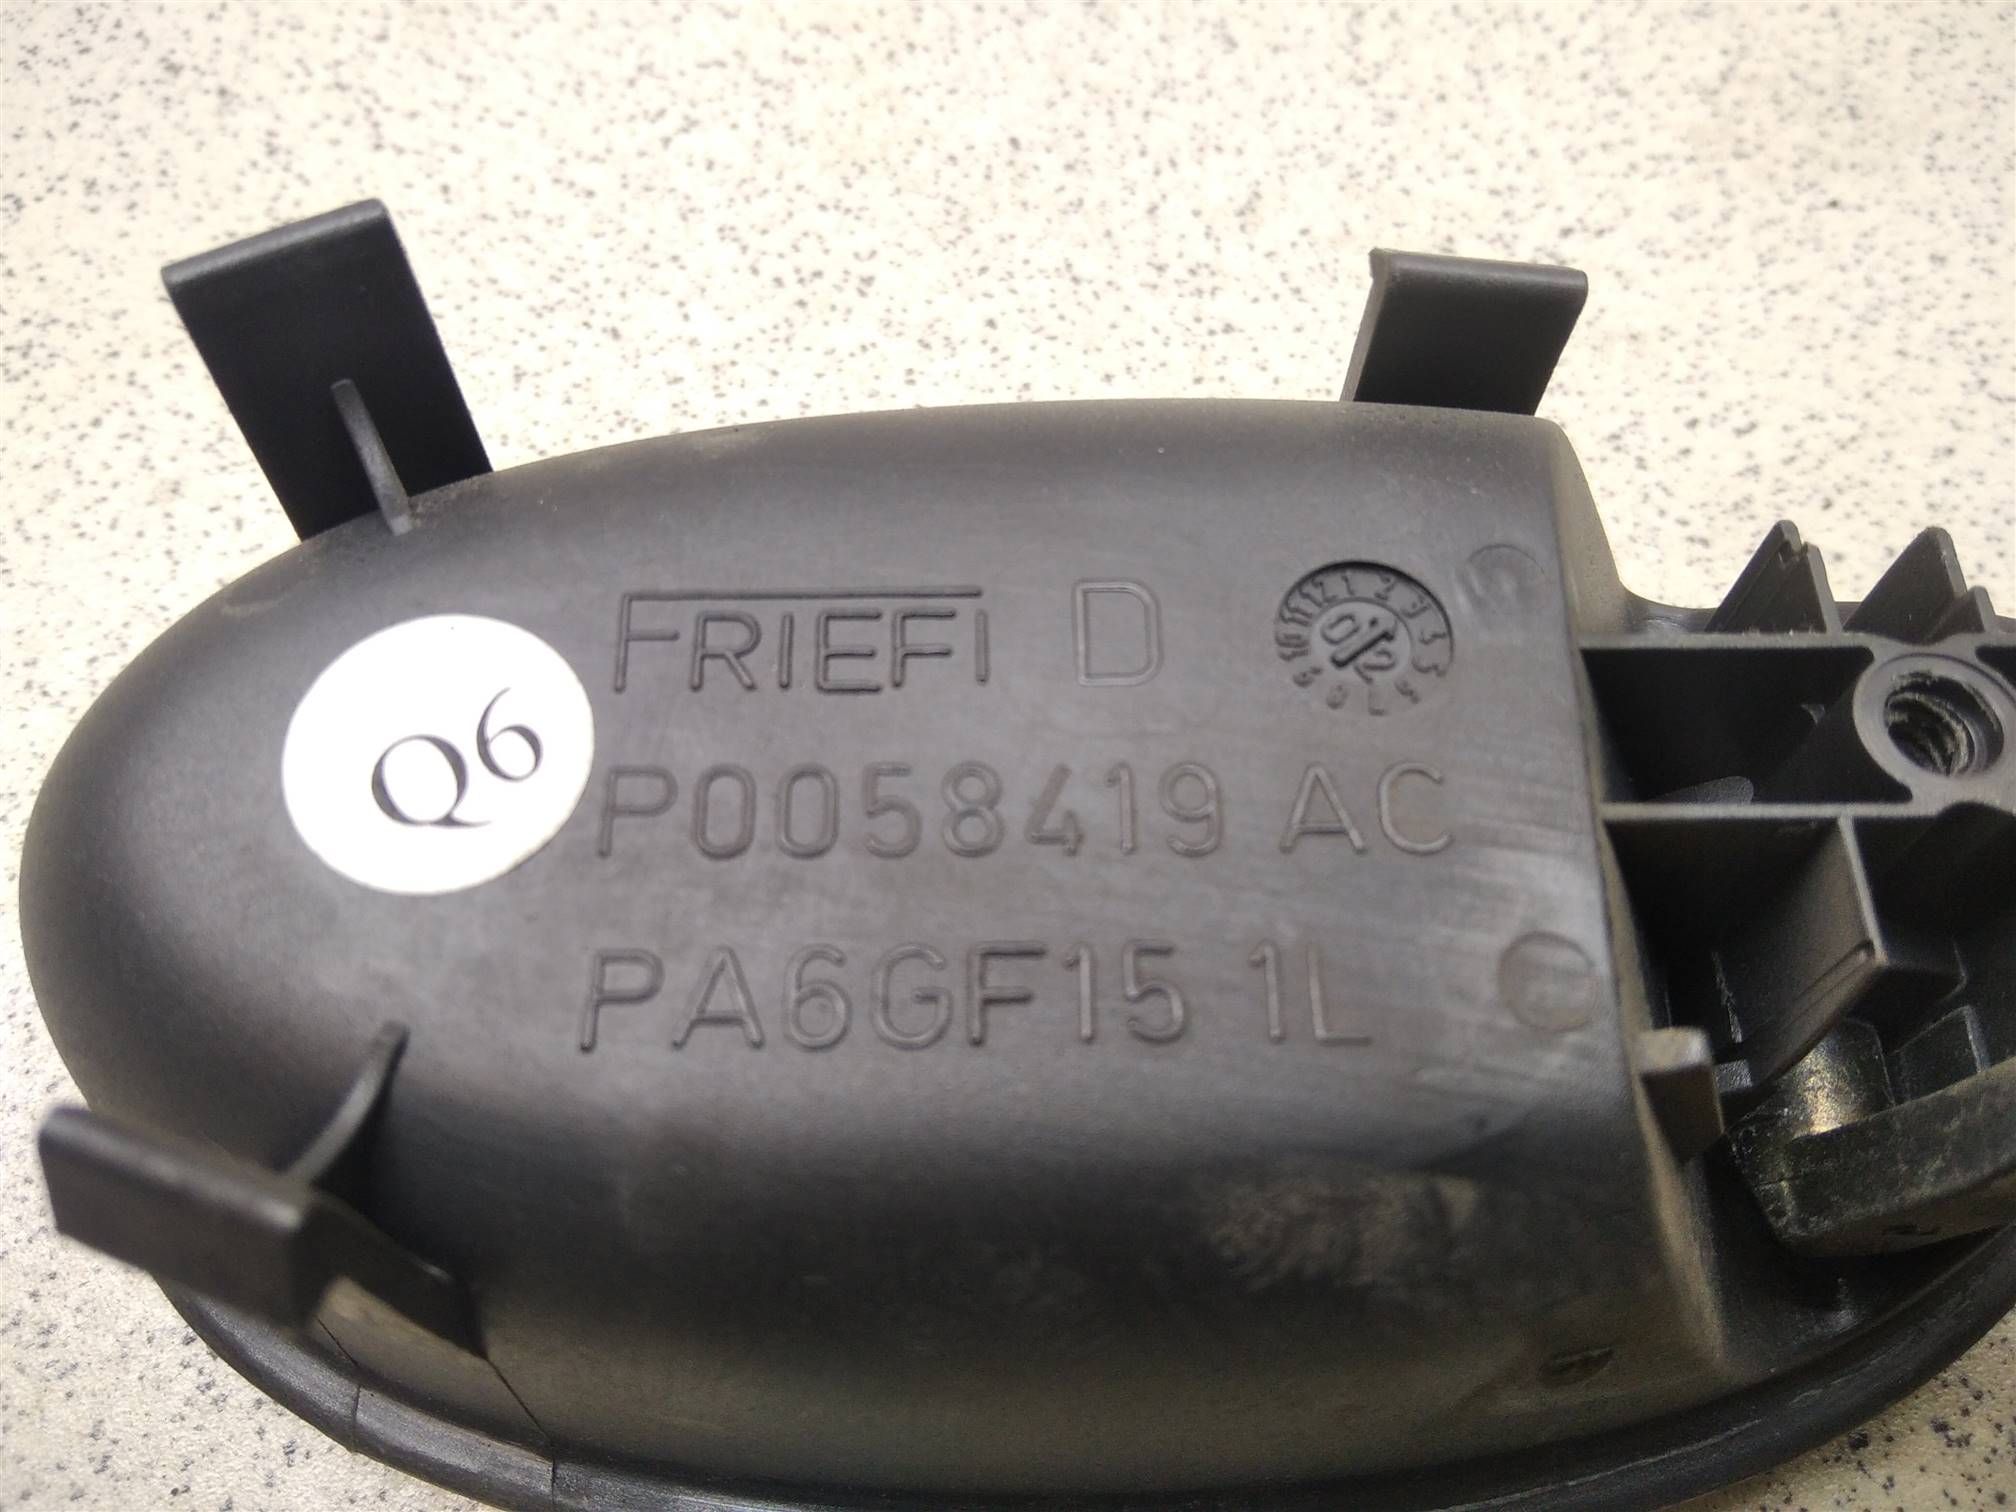 FRIEFI D
Q6
P0058419 AC
PA6GF15 1L